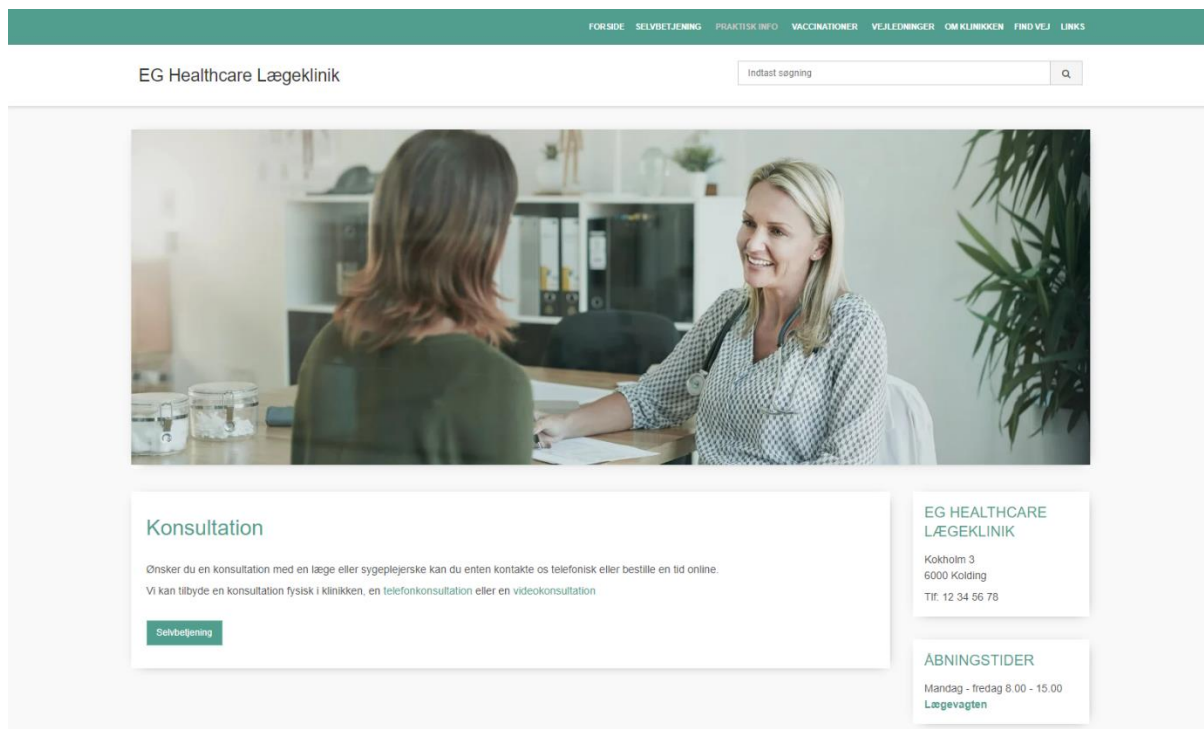 FORSIDE SELVBETJENING PRAKTISK INFO VACCINATIONER VEJLEDNINGER OM KLINIKKEN FIND VEJ LINKS
EG Healthcare Lægeklinik
Indtast søgning
Konsultation
Ønsker du en konsultation med en læge eller sygeplejerske kan du enten kontakte os telefonisk eller bestille en tid online.
Vi kan tilbyde en konsultation fysisk i klinikken, en telefonkonsultation eller en videokonsultation
Selvbetjening
EG HEALTHCARE
LÆGEKLINIK
Kokholm 3
6000 Kolding
Tlf: 12 34 56 78
ÅBNINGSTIDER
Mandag - fredag 8.00 - 15.00
Lægevagten